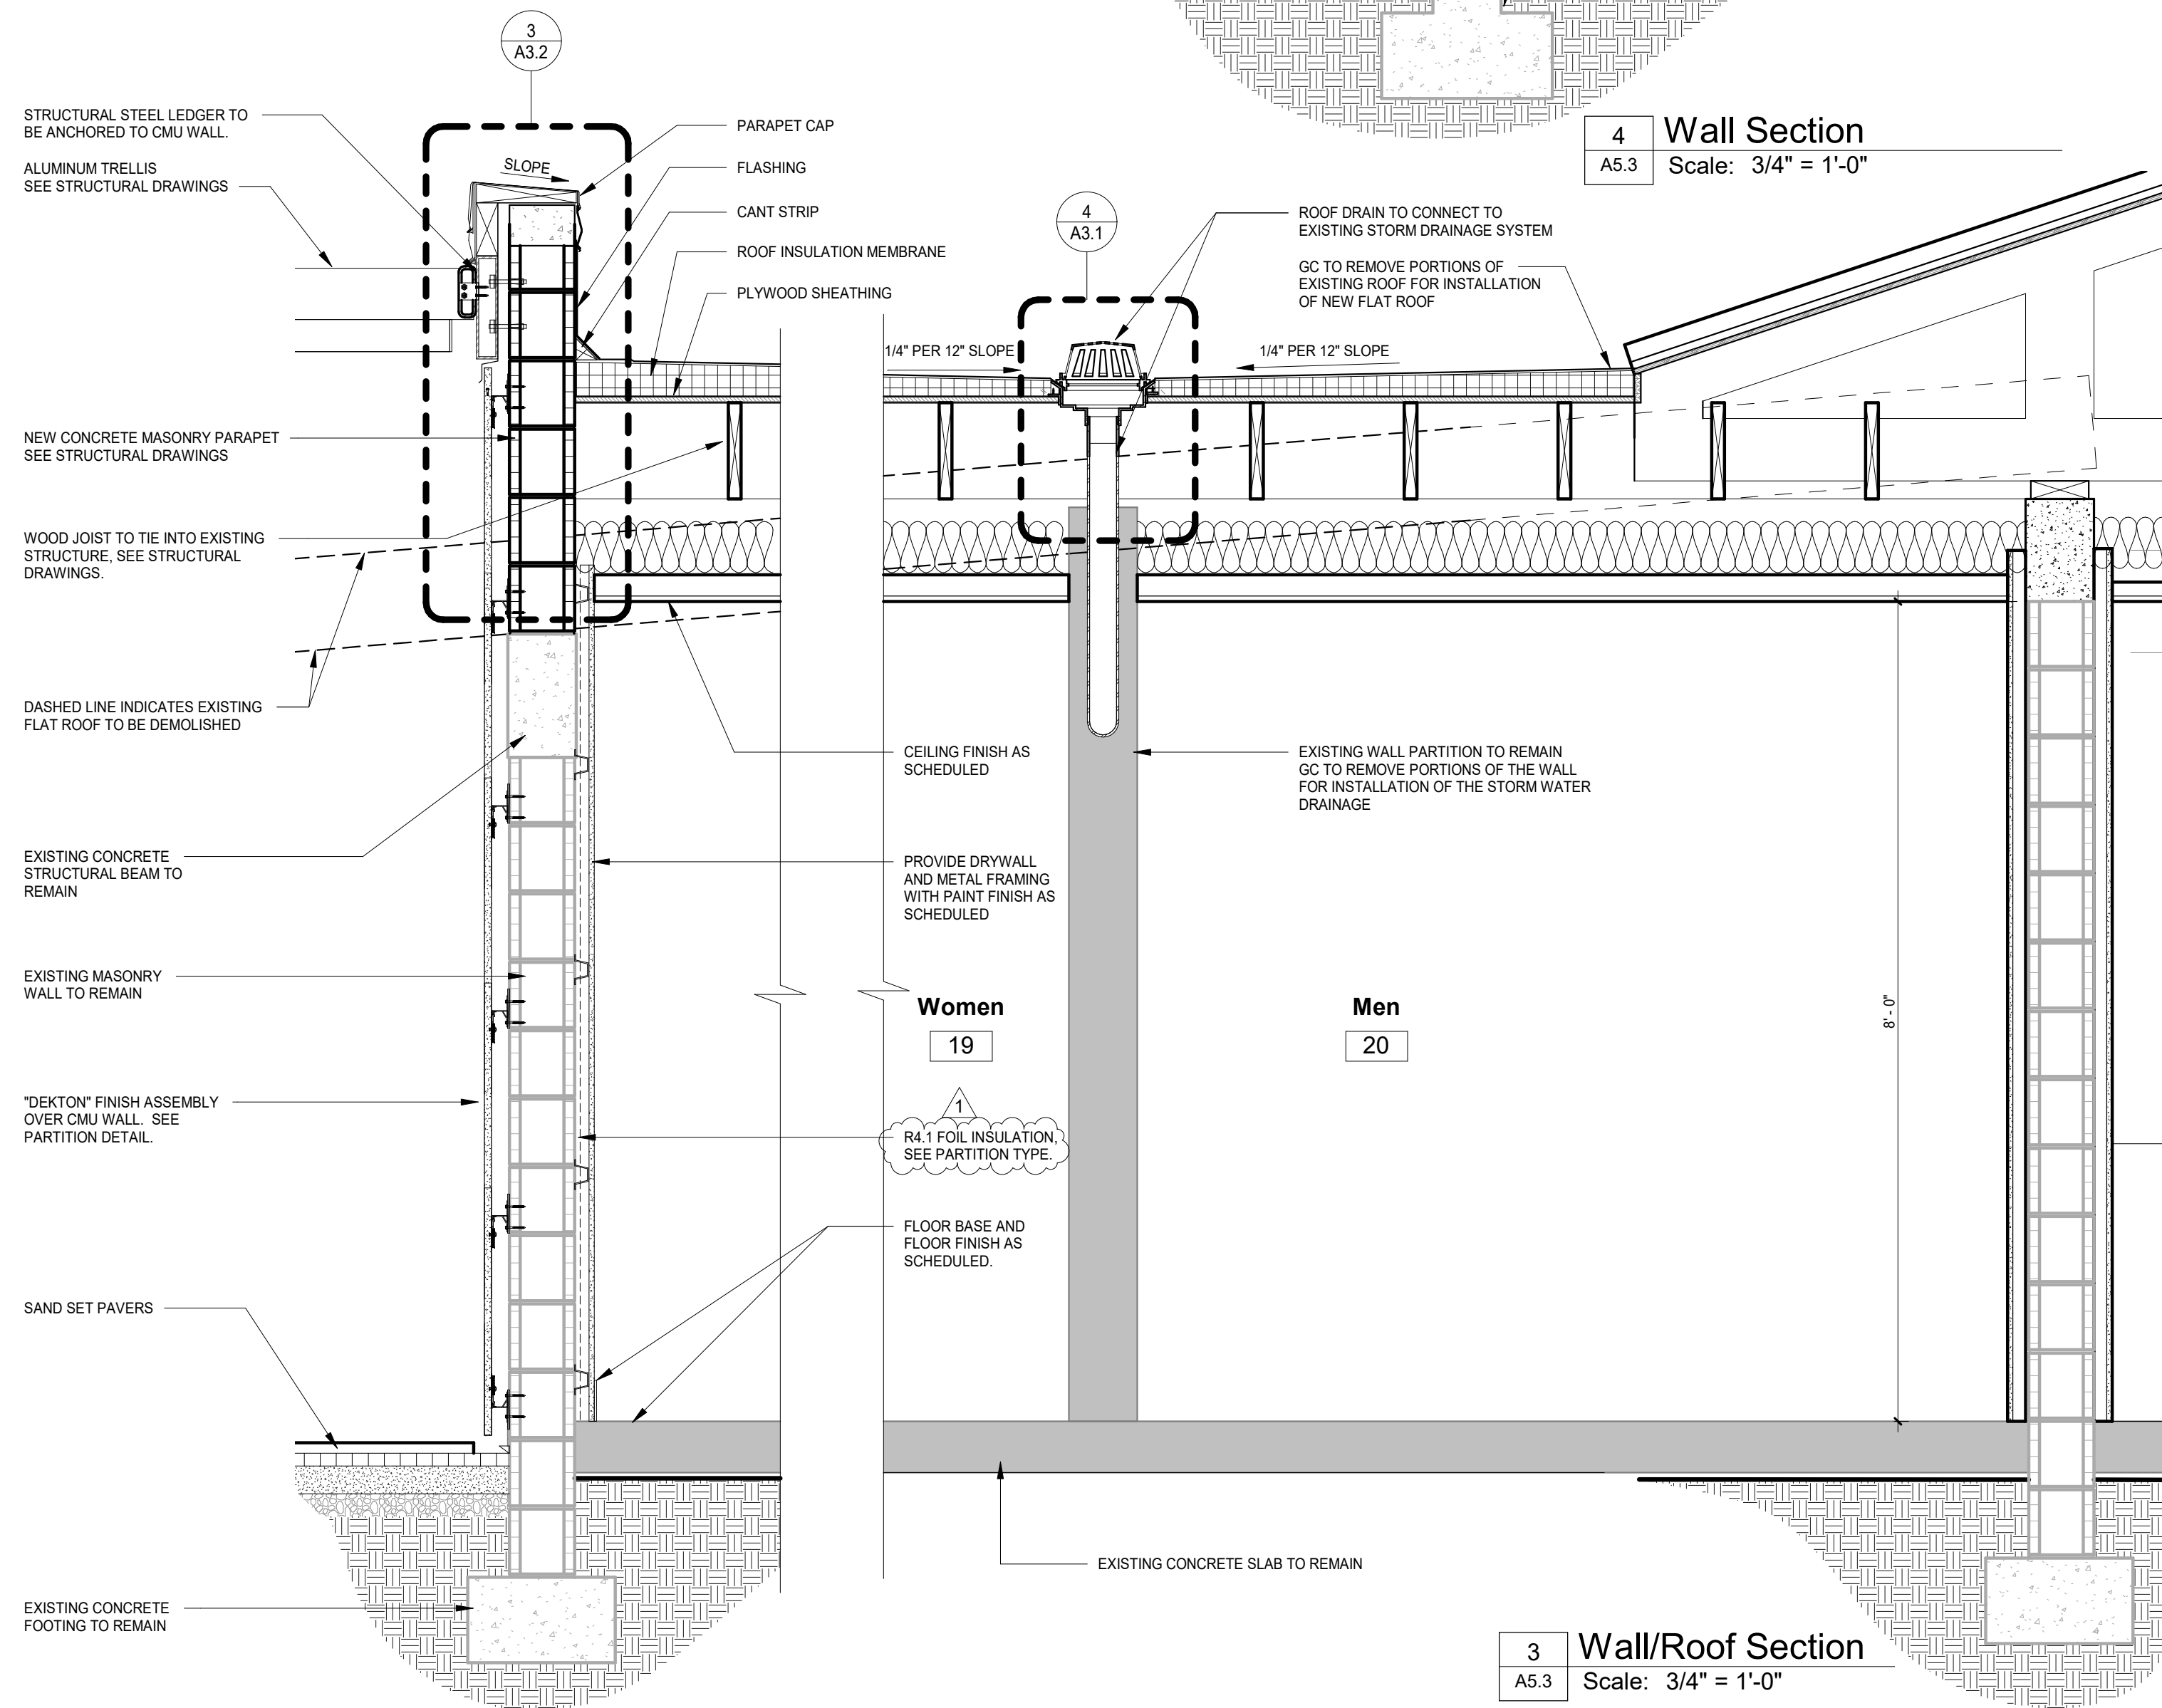 3
A3.2
STRUCTURAL STEEL LEDGER TO
BE ANCHORED TO CMU WALL.
ALUMINUM TRELLIS
SEE STRUCTURAL DRAWINGS
SLOPE
PARAPET CAP
FLASHING
CANT STRIP
ROOF INSULATION MEMBRANE
PLYWOOD SHEATHING
4
A5.3
Wall Section
Scale: 3/4" = 1'-0"
4
A3.1
ROOF DRAIN TO CONNECT TO
EXISTING STORM DRAINAGE SYSTEM
GC TO REMOVE PORTIONS OF
EXISTING ROOF FOR INSTALLATION
OF NEW FLAT ROOF
1/4" PER 12" SLOPE
1/4" PER 12" SLOPE
NEW CONCRETE MASONRY PARAPET
SEE STRUCTURAL DRAWINGS
WOOD JOIST TO TIE INTO EXISTING
STRUCTURE, SEE STRUCTURAL
DRAWINGS.
DASHED LINE INDICATES EXISTING
FLAT ROOF TO BE DEMOLISHED
CEILING FINISH AS
SCHEDULED
EXISTING WALL PARTITION TO REMAIN
GC TO REMOVE PORTIONS OF THE WALL
FOR INSTALLATION OF THE STORM WATER
DRAINAGE
EXISTING CONCRETE
STRUCTURAL BEAM TO
REMAIN
PROVIDE DRYWALL
AND METAL FRAMING
WITH PAINT FINISH AS
SCHEDULED
EXISTING MASONRY
WALL TO REMAIN
Women
19
Men
20
8' - 0"
"DEKTON" FINISH ASSEMBLY
OVER CMU WALL. SEE
PARTITION DETAIL.
1
R4.1 FOIL INSULATION,
SEE PARTITION TYPE.
FLOOR BASE AND
FLOOR FINISH AS
SCHEDULED.
SAND SET PAVERS
EXISTING CONCRETE SLAB TO REMAIN
EXISTING CONCRETE
FOOTING TO REMAIN
3
A5.3
Wall/Roof Section
Scale: 3/4" = 1'-0"